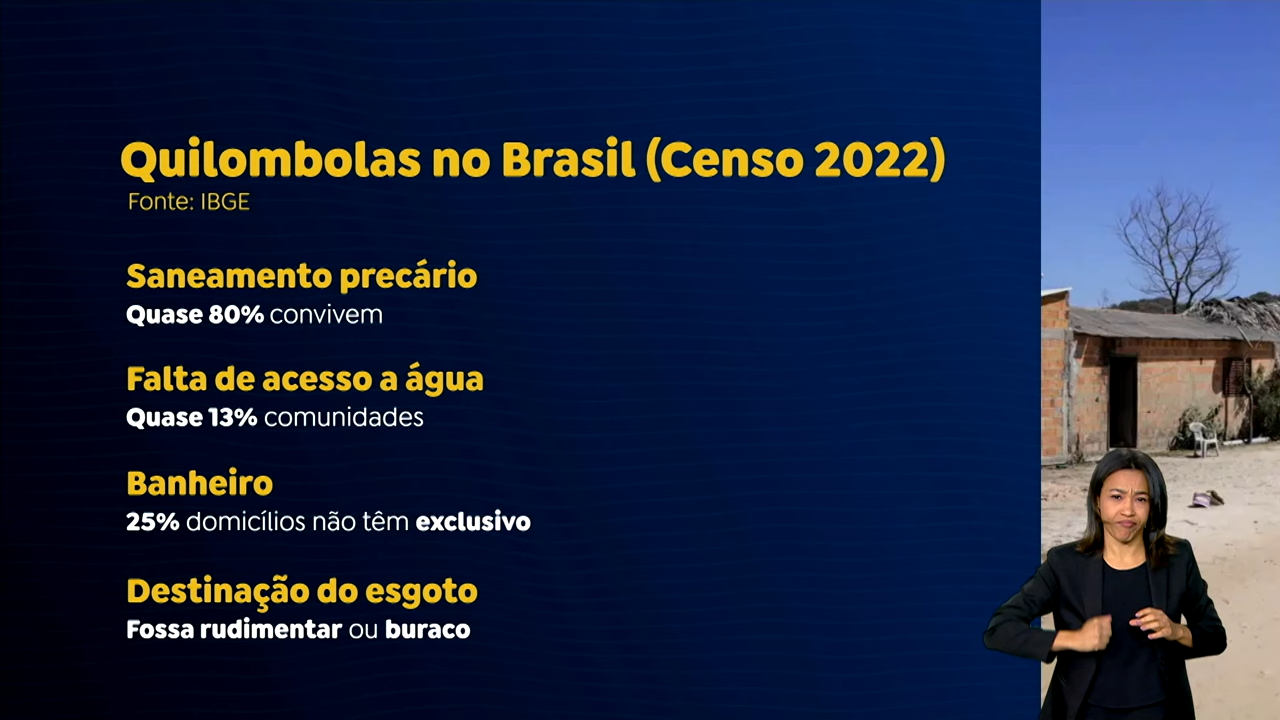 Quilombolas no Brasil (Censo 2022)
Fonte: IBGE
Saneamento precário
Quase 80% convivem
Falta de acesso a água
Quase 13% comunidades
Banheiro
25% domicílios não têm exclusivo
Destinação do esgoto
Fossa rudimentar ou buraco